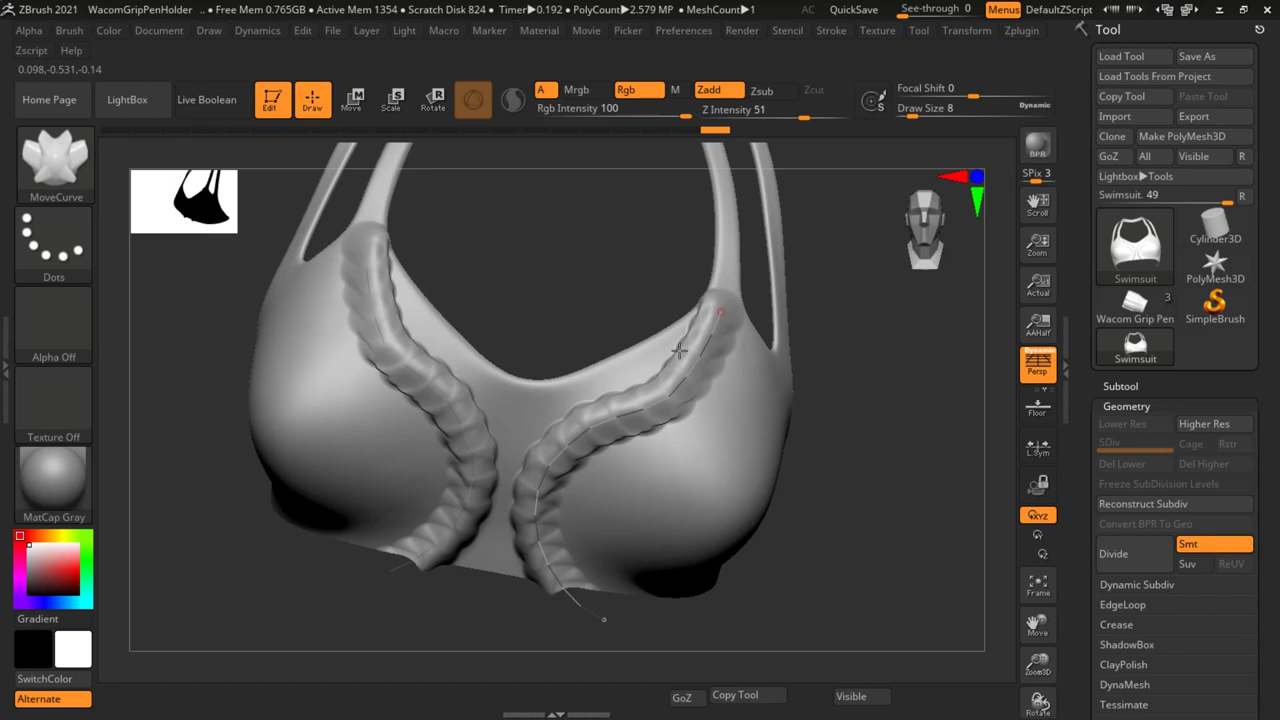 ZBrush 2021
WacomGripPenHolder
.. • Free Mem 0.765GB • Active Mem 1354 • Scratch Disk 824 • Timer▶0.192 • PolyCount▶2.579 MP • MeshCount▶1
AC
QuickSave
See-through 0
Menus
DefaultZScript
Alpha Brush Color Document Draw Dynamics Edit File Layer Light Macro Marker Material Movie Picker Preferences Render Stencil Stroke Texture Tool Transform Zplugin
Zscript Help
0.098,-0.531,-0.14
Home Page
LightBox
Live Boolean
Edit
Draw
Move
Scale
Rotate
A
Mrgb
Rgb
M
Rgb Intensity 100
Zadd
Zsub
Zcut
Z Intensity 51
Focal Shift 0
Draw Size 8
Dynamic
MoveCurve
Dots
Alpha Off
Texture Off
MatCap Gray
Gradient
SwitchColor
Alternate
BPR
SPix 3
Scroll
Zoom
Actual
AAHalf
Dynamic
Persp
Floor
L.Sym
XYZ
Frame
Move
Zoom3D
Rotate
GoZ
Copy Tool
Visible
Tool
Load Tool
Save As
Load Tools From Project
Copy Tool
Paste Tool
Import
Export
Clone
Make PolyMesh3D
GoZ
All
Visible
R
Lightbox▶Tools
Swimsuit. 49
R
Swimsuit
Cylinder3D
PolyMesh3D
3
Wacom Grip Pen
SimpleBrush
Swimsuit
Subtool
Geometry
Lower Res
Higher Res
SDiv
Cage
Rstr
Del Lower
Del Higher
Freeze SubDivision Levels
Reconstruct Subdiv
Convert BPR To Geo
Divide
Smt
Suv
ReUV
Dynamic Subdiv
EdgeLoop
Crease
ShadowBox
ClayPolish
DynaMesh
Tessimate